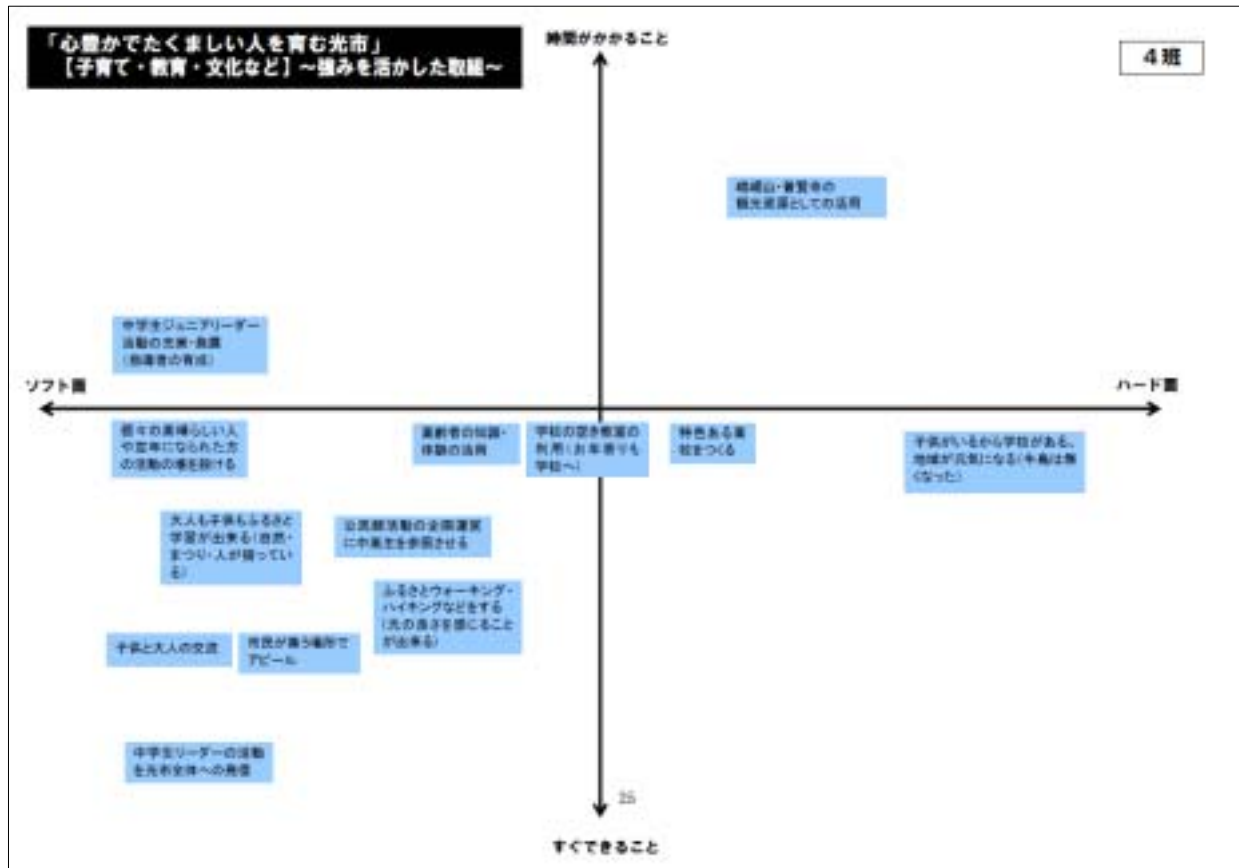 「心豊かでたくましい人を育む光市」
【子育て・教育・文化など】～強みを活かした取組～
時間がかかること
4班
峨嵋山・普賢寺の
観光資源としての活用
中学生ジュニアリーダー
活動の充実・発展
(指導者の育成)
ソフト面
ハード面
個々の素晴らしい人
や定年になられた方
の活動の場を設ける
高齢者の知識・
体験の活用
学校の空き教室の
利用(お年寄りも
学校へ)
特色ある高
校をつくる
子供がいるから学校がある、
地域が元気になる(牛島は無
くなった)
大人も子供もふるさと
学習が出来る(自然・
まつり・人が揃ってい
る)
公民館活動の企画運営
に中高生を参画させる
ふるさとウォーキング・
ハイキングなどをする
(光の良さを感じること
が出来る)
子供と大人の交流
市民が集う場所で
アピール
中学生リーダーの活動
を光市全体への発信
25
すぐできること